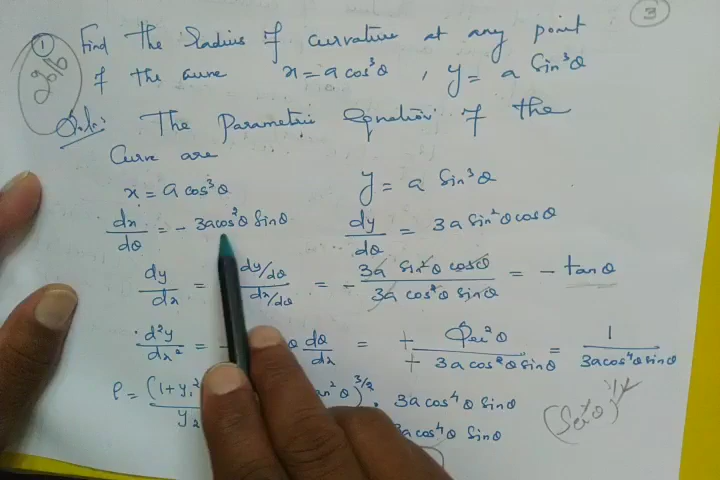 3
① Find the Radius of curvature at any point
2016
of the curve x = a cos³θ , y = a Sin³θ
Soln: The Parametric Equation of the
Curve are
x = a cos³θ y = a Sin³θ
dx/dθ = - 3a cos²θ Sinθ dy/dθ = 3a sin²θ cosθ
dy/dx = (dy/dθ)/(dx/dθ) = - (3a Sin²θ cosθ)/(3a cos²θ sinθ) = - tanθ
d²y/dx² = - θ dθ/dx = + (Sec²θ)/(+ 3a cos²θ sinθ) = 1/(3a cos⁴θ sinθ)
ρ = (1+y₁²)/y₂ θ)^3/2 · 3a cos⁴θ Sinθ
(Sec²θ)
3a cos⁴θ sinθ